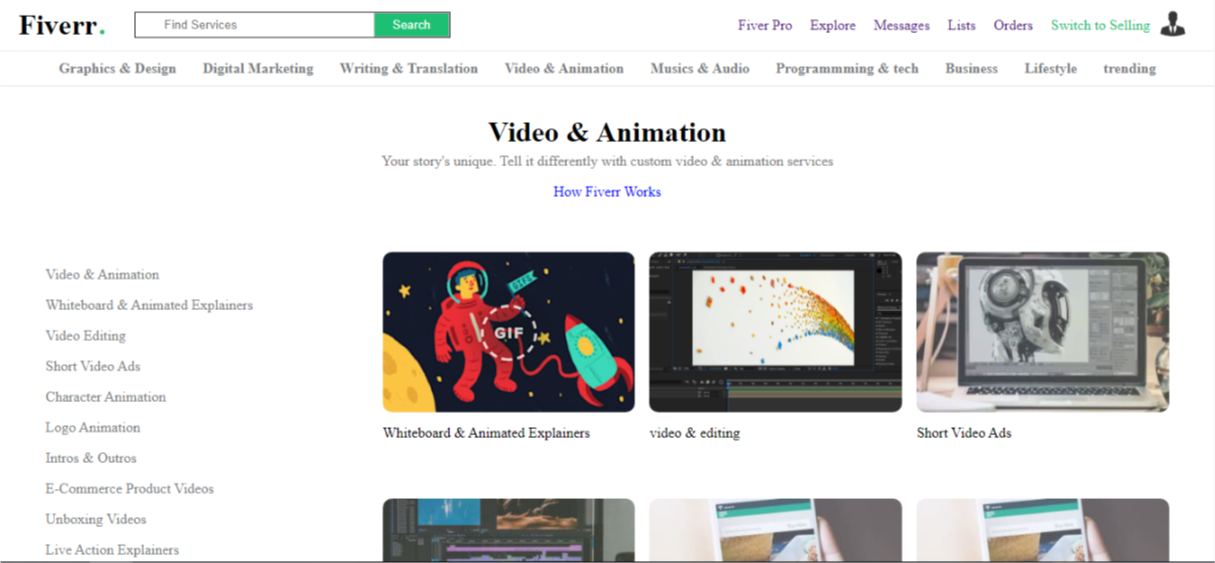 Fiverr.
Find Services
Search
Fiver Pro Explore Messages Lists Orders Switch to Selling
Graphics & Design Digital Marketing Writing & Translation Video & Animation Musics & Audio Programmming & tech Business Lifestyle trending
Video & Animation
Your story's unique. Tell it differently with custom video & animation services
How Fiverr Works
Video & Animation
Whiteboard & Animated Explainers
Video Editing
Short Video Ads
Character Animation
Logo Animation
Intros & Outros
E-Commerce Product Videos
Unboxing Videos
Live Action Explainers
GIFS
GIF
Whiteboard & Animated Explainers
video & editing
Short Video Ads